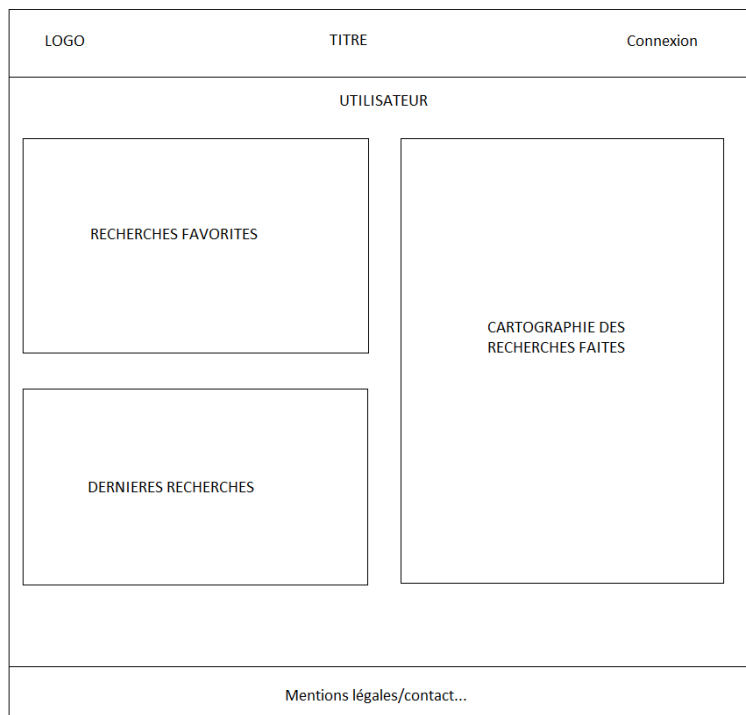 LOGO
TITRE
Connexion
UTILISATEUR
RECHERCHES FAVORITES
CARTOGRAPHIE DES
RECHERCHES FAITES
DERNIERES RECHERCHES
Mentions légales/contact...